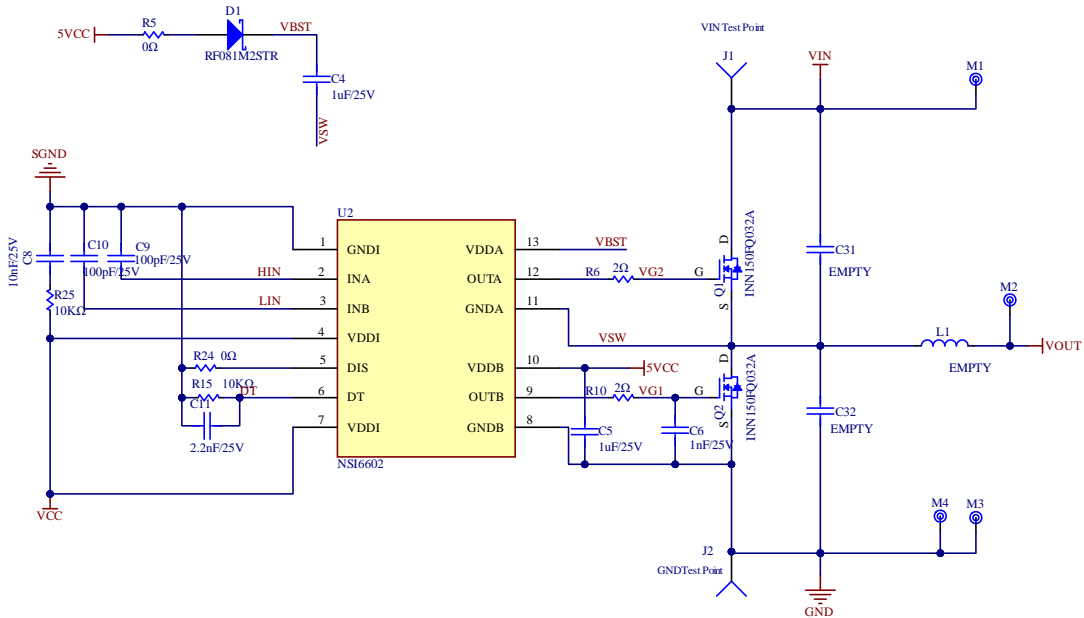 D1
R5
5VCC
0Ω
VBST
RF081M2STR
C4
1uF/25V
VSW
VIN Test Point
J1
VIN
M1
SGND
10nF/25V
C8
C10
100pF/25V
C9
100pF/25V
R25
10KΩ
HIN
LIN
R24 0Ω
R15 10KΩ
DT
C11
2.2nF/25V
VCC
U2
1 GNDI
2 INA
3 INB
4 VDDI
5 DIS
6 DT
7 VDDI
VDDA 13
OUTA 12
GNDA 11
VDDB 10
OUTB 9
GNDB 8
NSI6602
VBST
R6
2Ω
VG2
G
D
S
Q1
INN150FQ032A
VSW
5VCC
R10
2Ω
VG1
G
D
S
Q2
INN150FQ032A
C5
1uF/25V
C6
1nF/25V
C31
EMPTY
C32
EMPTY
L1
EMPTY
M2
VOUT
M4
M3
J2
GNDTest Point
GND